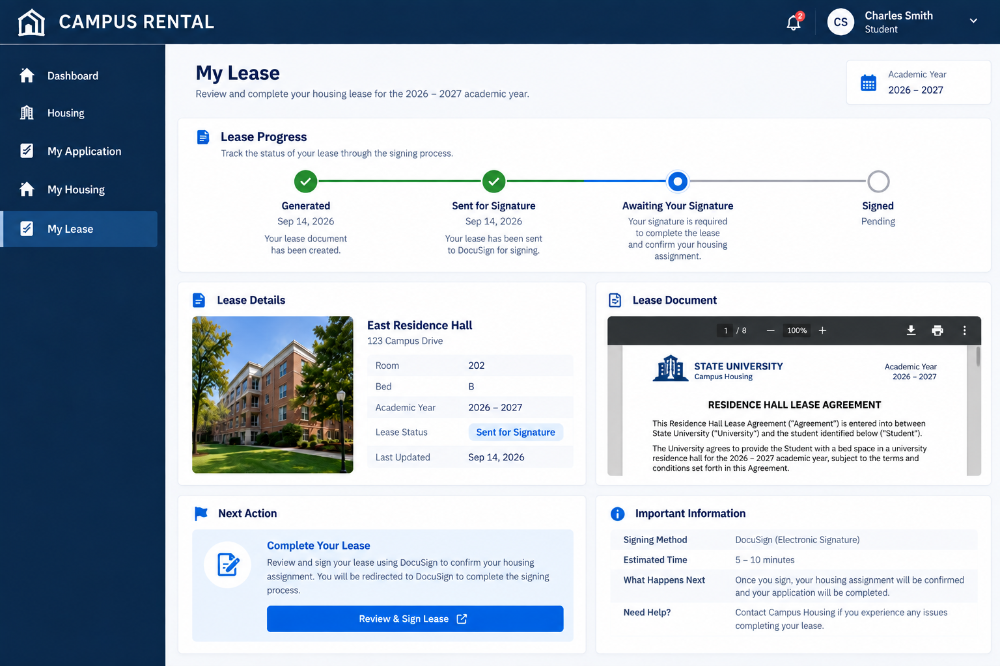 CAMPUS RENTAL
2
CS
Charles Smith
Student
Dashboard
Housing
My Application
My Housing
My Lease
My Lease
Review and complete your housing lease for the 2026 – 2027 academic year.
Academic Year
2026 – 2027
Lease Progress
Track the status of your lease through the signing process.
Generated
Sep 14, 2026
Your lease document
has been created.
Sent for Signature
Sep 14, 2026
Your lease has been sent
to DocuSign for signing.
Awaiting Your Signature
Your signature is required
to complete the lease
and confirm your housing
assignment.
Signed
Pending
Lease Details
East Residence Hall
123 Campus Drive
Room 202
Bed B
Academic Year 2026 – 2027
Lease Status Sent for Signature
Last Updated Sep 14, 2026
Lease Document
1 / 8 — 100% +
STATE UNIVERSITY
Campus Housing
Academic Year
2026 – 2027
RESIDENCE HALL LEASE AGREEMENT
This Residence Hall Lease Agreement ("Agreement") is entered into between
State University ("University") and the student identified below ("Student").
The University agrees to provide the Student with a bed space in a university
residence hall for the 2026 – 2027 academic year, subject to the terms and
conditions set forth in this Agreement.
Next Action
Complete Your Lease
Review and sign your lease using DocuSign to confirm your housing
assignment. You will be redirected to DocuSign to complete the signing
process.
Review & Sign Lease
Important Information
Signing Method DocuSign (Electronic Signature)
Estimated Time 5 – 10 minutes
What Happens Next Once you sign, your housing assignment will be confirmed
and your application will be completed.
Need Help? Contact Campus Housing if you experience any issues
completing your lease.